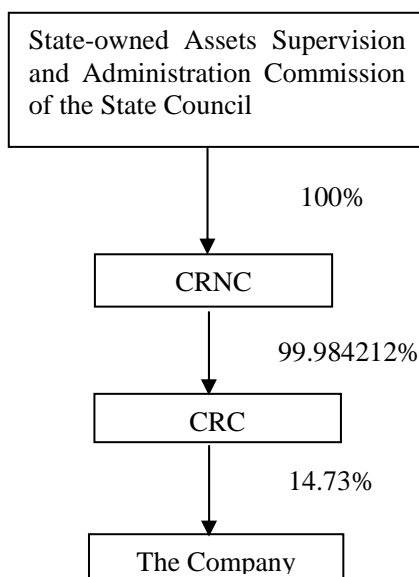 State-owned Assets Supervision
and Administration Commission
of the State Council
100%
CRNC
99.984212%
CRC
14.73%
The Company